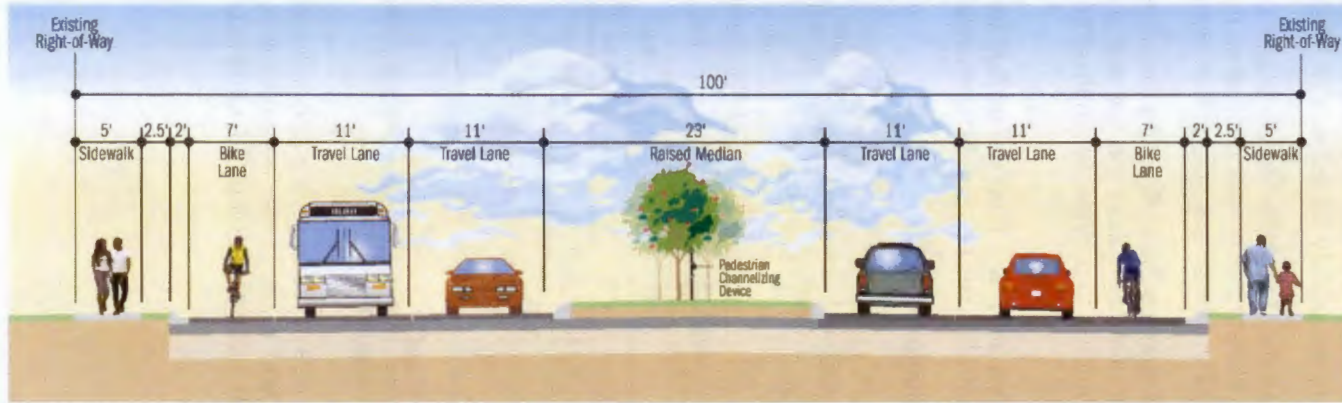 Existing
Right-of-Way
Existing
Right-of-Way
100'
5' 2.5' 2' 7' 11' 11' 23' 11' 11' 7' 2' 2.5' 5'
Sidewalk Bike Travel Lane Travel Lane Raised Median Travel Lane Travel Lane Bike Sidewalk
Lane Lane
Pedestrian
Channelizing
Device